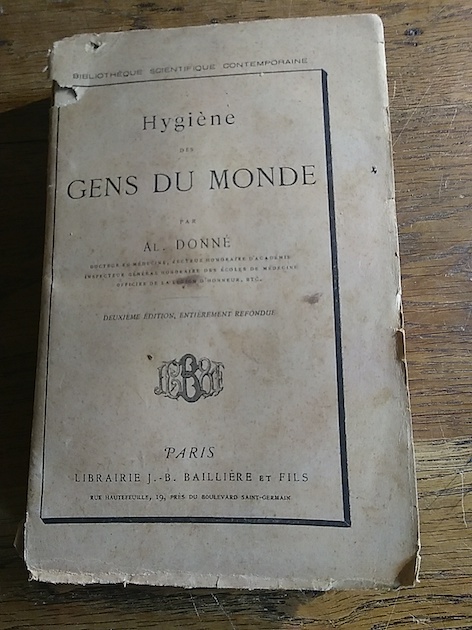 BIBLIOTHÈQUE SCIENTIFIQUE CONTEMPORAINE
Hygiène
DES
GENS DU MONDE
PAR
AL. DONNÉ
DOCTEUR EN MÉDECINE, RECTEUR HONORAIRE D'ACADÉMIE
INSPECTEUR GÉNÉRAL HONORAIRE DES ÉCOLES DE MÉDECINE
OFFICIER DE LA LÉGION D'HONNEUR, ETC.
DEUXIÈME ÉDITION, ENTIÈREMENT REFONDUE
PARIS
LIBRAIRIE J.-B. BAILLIÈRE ET FILS
RUE HAUTEFEUILLE, 19, PRÈS DU BOULEVARD SAINT-GERMAIN